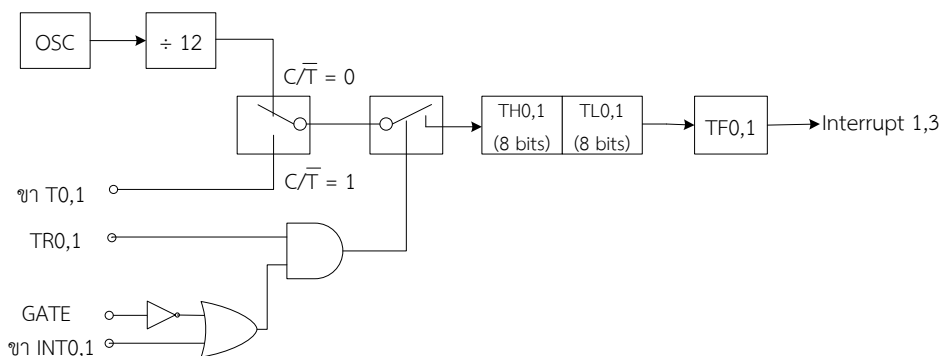 OSC
÷ 12
C/T̅ = 0
TH0,1
(8 bits)
TL0,1
(8 bits)
TF0,1
Interrupt 1,3
C/T̅ = 1
ขา T0,1
TR0,1
GATE
ขา INT0,1